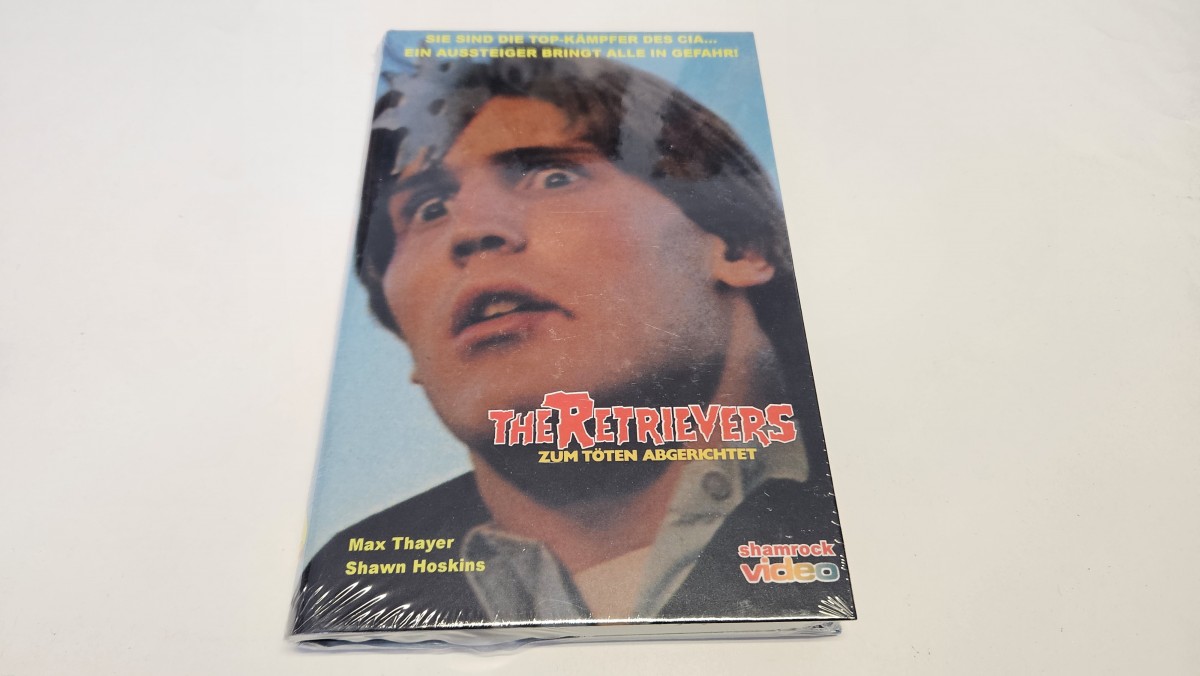 SIE SIND DIE TOP-KÄMPFER DES CIA...
EIN AUSSTEIGER BRINGT ALLE IN GEFAHR!
THE RETRIEVERS
ZUM TÖTEN ABGERICHTET
Max Thayer
Shawn Hoskins
shamrock
video